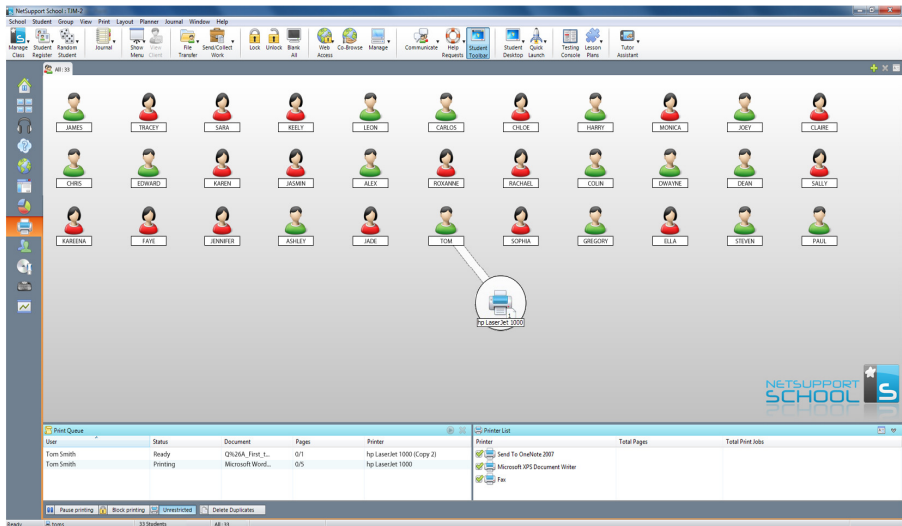 NetSupport School : TJM-2
School Student Group View Print Layout Planner Journal Window Help
Manage Class
Student Register
Random Student
Journal
Show Menu
View Client
File Transfer
Send/Collect Work
Lock
Unlock
Blank All
Web Access
Co-Browse
Manage
Communicate
Help Requests
Student Toolbar
Student Desktop
Quick Launch
Testing Console
Lesson Plans
Tutor Assistant
All : 33
JAMES TRACEY SARA KEELY LEON CARLOS CHLOE HARRY MONICA JOEY CLAIRE
CHRIS EDWARD KAREN JASMIN ALEX ROXANNE RACHAEL COLIN DWAYNE DEAN SALLY
KAREENA FAYE JENNIFER ASHLEY JADE TOM SOPHIA GREGORY ELLA STEVEN PAUL
hp LaserJet 1000
NETSUPPORT
SCHOOL
S
Print Queue
User Status Document Pages Printer
Tom Smith Ready Q%26A_First_t... 0/1 hp LaserJet 1000 (Copy 2)
Tom Smith Printing Microsoft Word... 0/5 hp LaserJet 1000
Printer List
Printer Total Pages Total Print Jobs
Send To OneNote 2007
Microsoft XPS Document Writer
Fax
Pause printing Block printing Unrestricted Delete Duplicates
Ready toms 33 Students All : 33